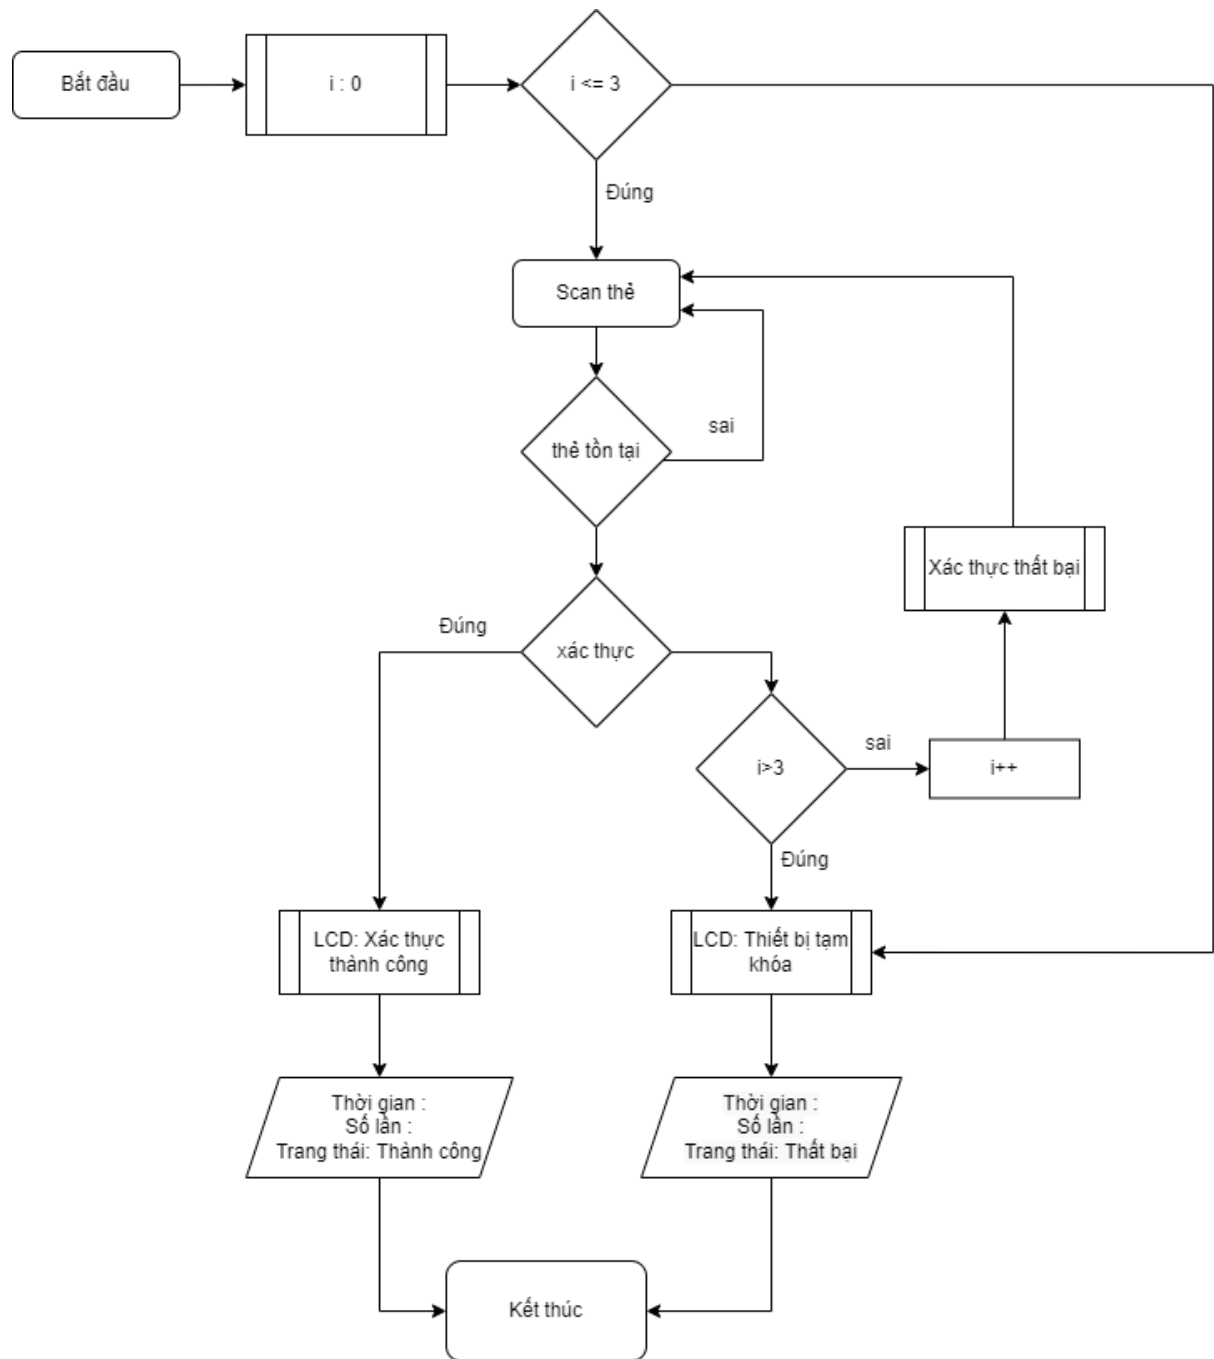 Bắt đầu
i : 0
i <= 3
Đúng
Scan thẻ
thẻ tồn tại
sai
Xác thực thất bại
Đúng
xác thực
i>3
sai
i++
Đúng
LCD: Xác thực
thành công
LCD: Thiết bị tạm
khóa
Thời gian :
Số lần :
Trang thái: Thành công
Thời gian :
Số lần :
Trang thái: Thất bại
Kết thúc